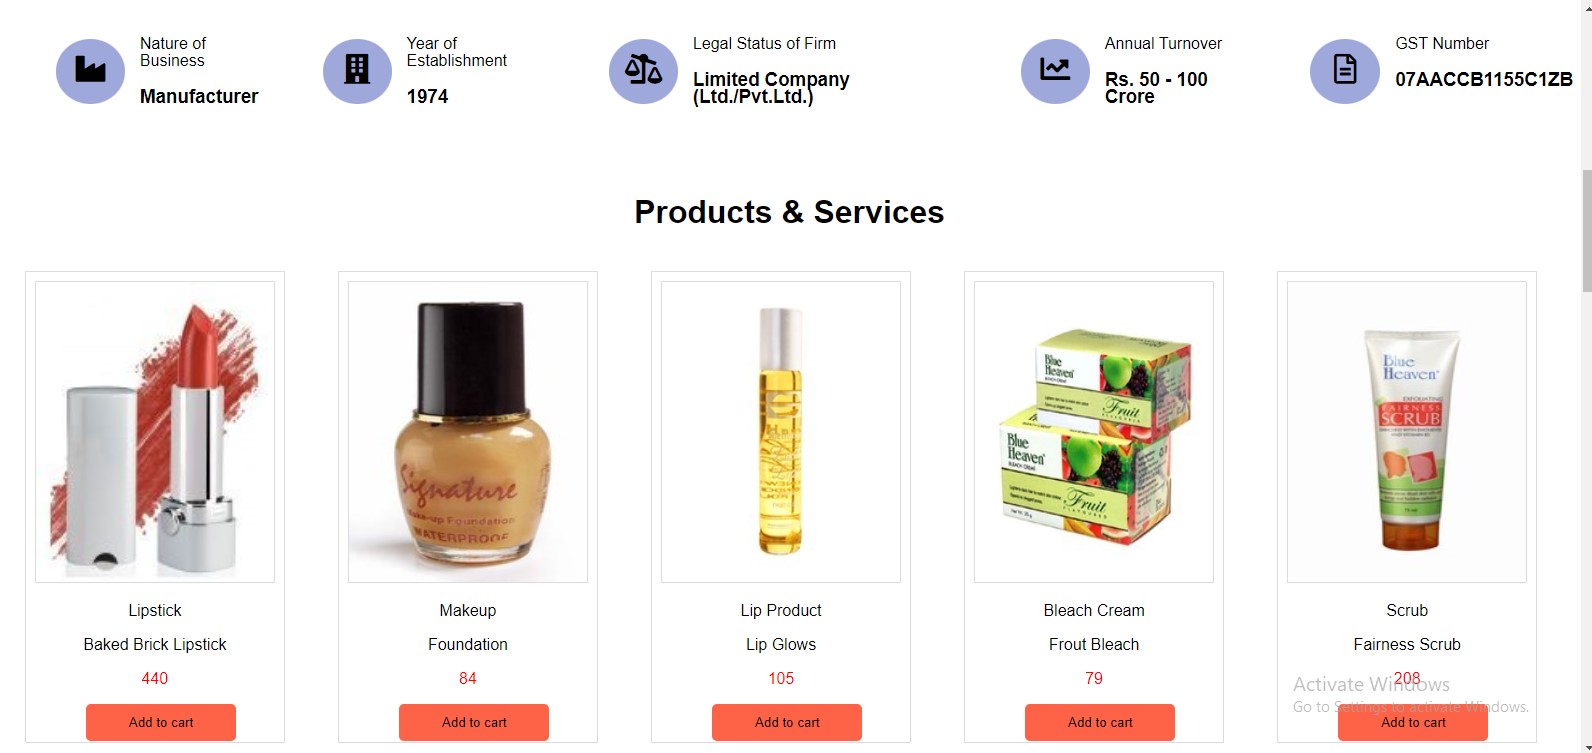 Nature of
Business
Manufacturer
Year of
Establishment
1974
Legal Status of Firm
Limited Company
(Ltd./Pvt.Ltd.)
Annual Turnover
Rs. 50 - 100
Crore
GST Number
07AACCB1155C1ZB
Products & Services
Signature
Make-up Foundation
WATERPROOF
Blue
Heaven
Fruit
Blue
Heaven
BLEACH CREAM
Fruit
FLAVOURED
Blue
Heaven
EXFOLIATING
FAIRNESS
SCRUB
Lipstick
Baked Brick Lipstick
440
Add to cart
Makeup
Foundation
84
Add to cart
Lip Product
Lip Glows
105
Add to cart
Bleach Cream
Frout Bleach
79
Add to cart
Scrub
Fairness Scrub
208
Add to cart
Activate Windows
Go to Settings to activate Windows.